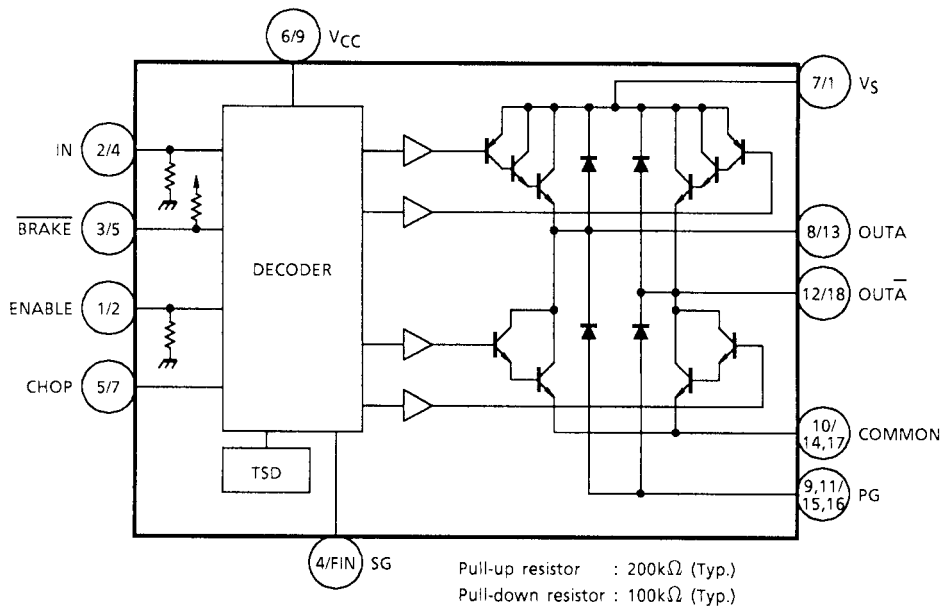 6/9 VCC
7/1 VS
IN 2/4
BRAKE 3/5
8/13 OUTA
DECODER
12/18 OUTA̅
ENABLE 1/2
CHOP 5/7
10/
14,17 COMMON
TSD
9,11/
15,16 PG
4/FIN SG
Pull-up resistor : 200kΩ (Typ.)
Pull-down resistor : 100kΩ (Typ.)